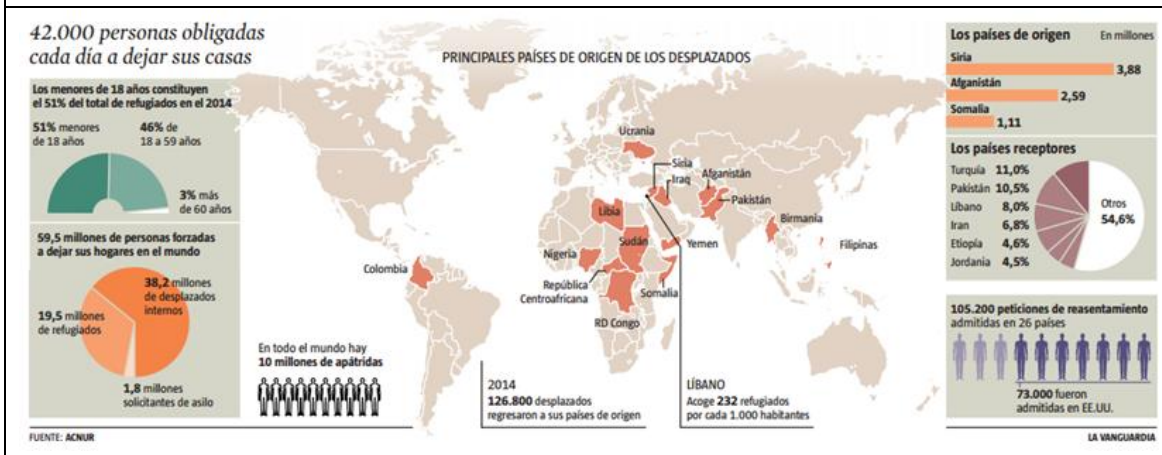 42.000 personas obligadas
cada día a dejar sus casas
Los menores de 18 años constituyen
el 51% del total de refugiados en el 2014
51% menores
de 18 años
46% de
18 a 59 años
3% más
de 60 años
59,5 millones de personas forzadas
a dejar sus hogares en el mundo
38,2 millones
de desplazados
internos
19,5 millones
de refugiados
1,8 millones
solicitantes de asilo
FUENTE: ACNUR
PRINCIPALES PAÍSES DE ORIGEN DE LOS DESPLAZADOS
Ucrania
Siria
Iraq
Afganistán
Pakistán
Libia
Sudán
Yemen
Birmania
Filipinas
Nigeria
Colombia
República
Centroafricana
Somalia
RD Congo
En todo el mundo hay
10 millones de apátridas
2014
126.800 desplazados
regresaron a sus países de origen
LÍBANO
Acoge 232 refugiados
por cada 1.000 habitantes
Los países de origen En millones
Siria
3,88
Afganistán
2,59
Somalia
1,11
Los países receptores
Turquía 11,0%
Pakistán 10,5%
Líbano 8,0%
Iran 6,8%
Etiopía 4,6%
Jordania 4,5%
Otros
54,6%
105.200 peticiones de reasentamiento
admitidas en 26 países
73.000 fueron
admitidas en EE.UU.
LA VANGUARDIA